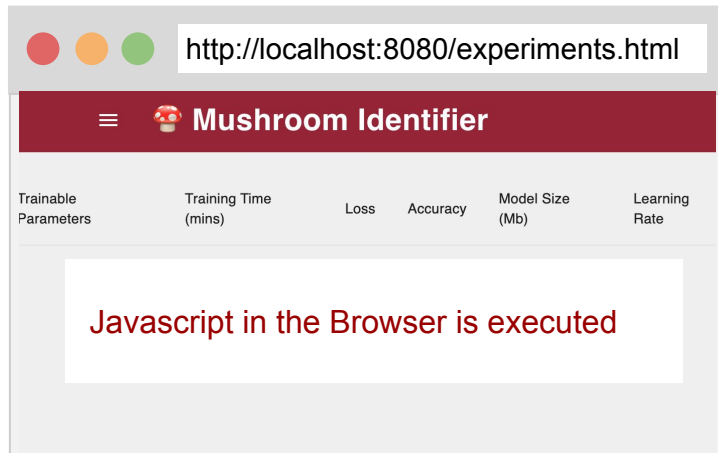 http://localhost:8080/experiments.html
Mushroom Identifier
Trainable Parameters
Training Time (mins)
Loss
Accuracy
Model Size (Mb)
Learning Rate
Javascript in the Browser is executed